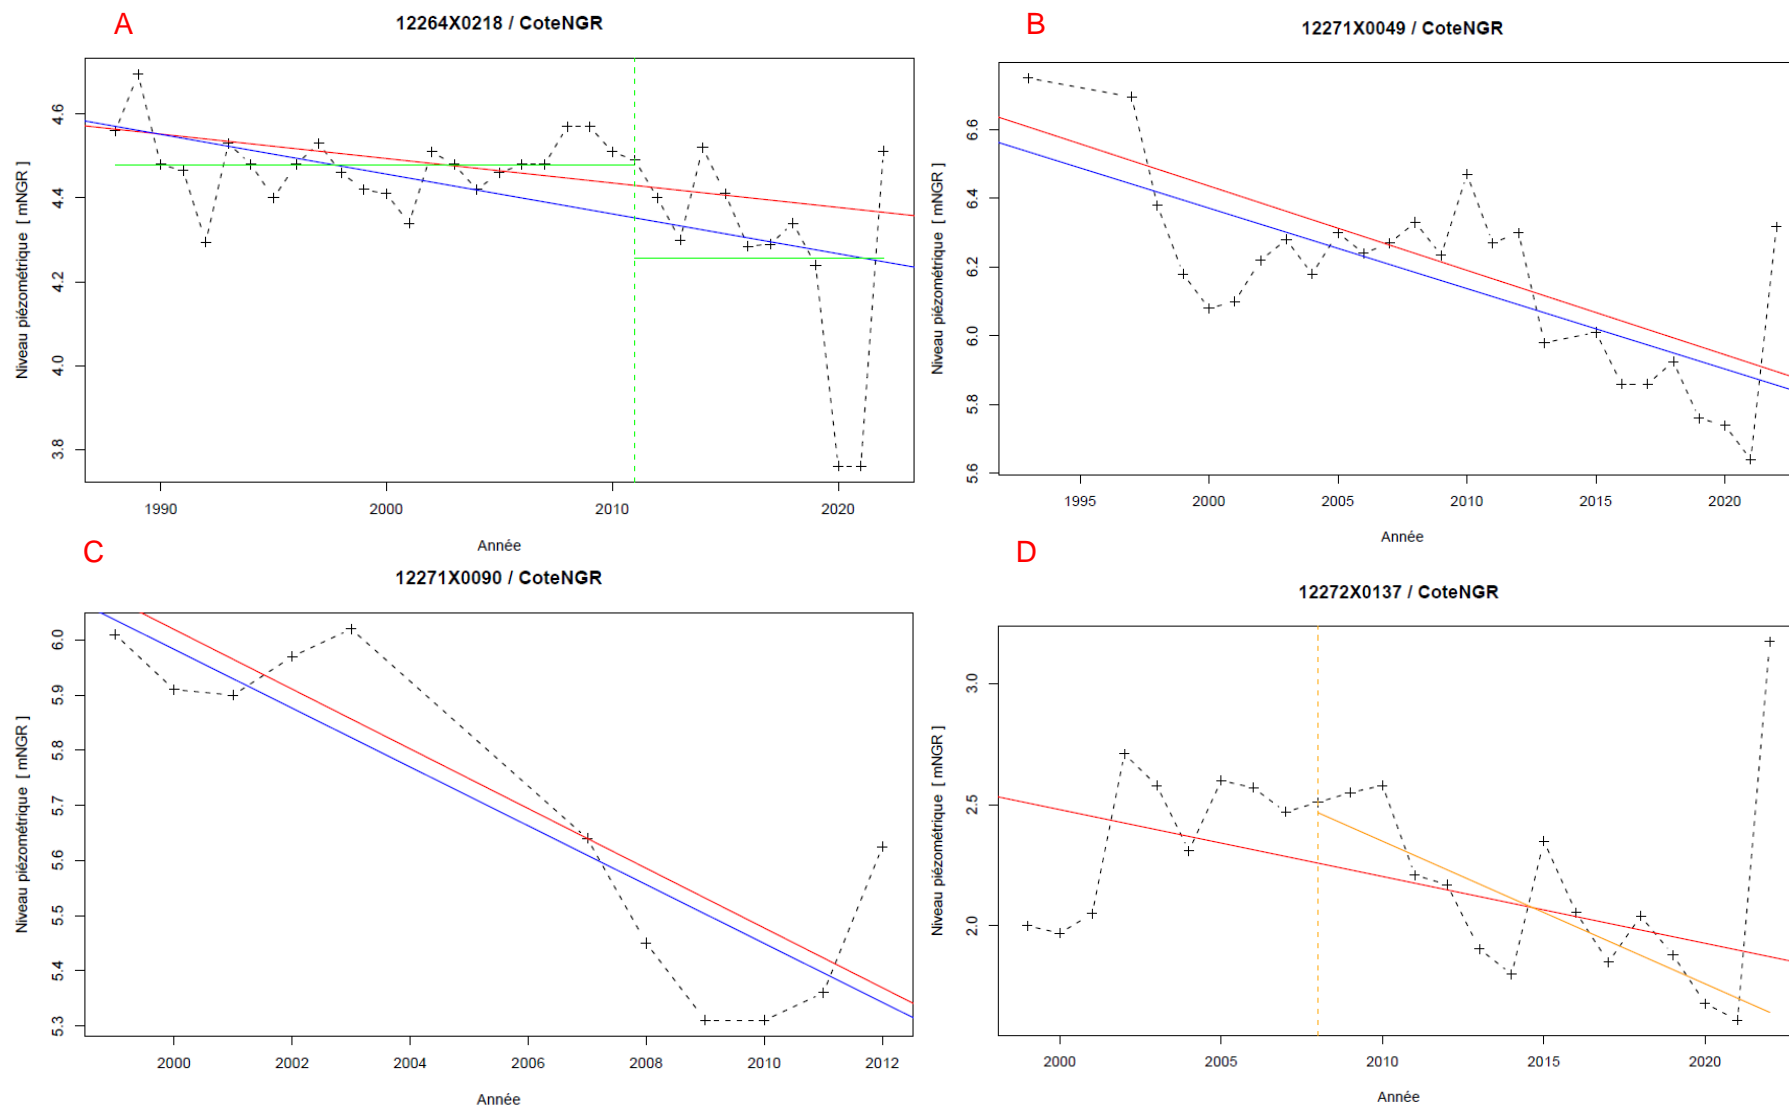 A
12264X0218 / CoteNGR
Niveau piézométrique [ mNGR ]
4.6
4.4
4.2
4.0
3.8
1990
2000
2010
2020
Année
B
12271X0049 / CoteNGR
Niveau piézométrique [ mNGR ]
6.6
6.4
6.2
6.0
5.8
5.6
1995
2000
2005
2010
2015
2020
Année
C
12271X0090 / CoteNGR
Niveau piézométrique [ mNGR ]
6.0
5.9
5.8
5.7
5.6
5.5
5.4
5.3
2000
2002
2004
2006
2008
2010
2012
Année
D
12272X0137 / CoteNGR
Niveau piézométrique [ mNGR ]
3.0
2.5
2.0
2000
2005
2010
2015
2020
Année